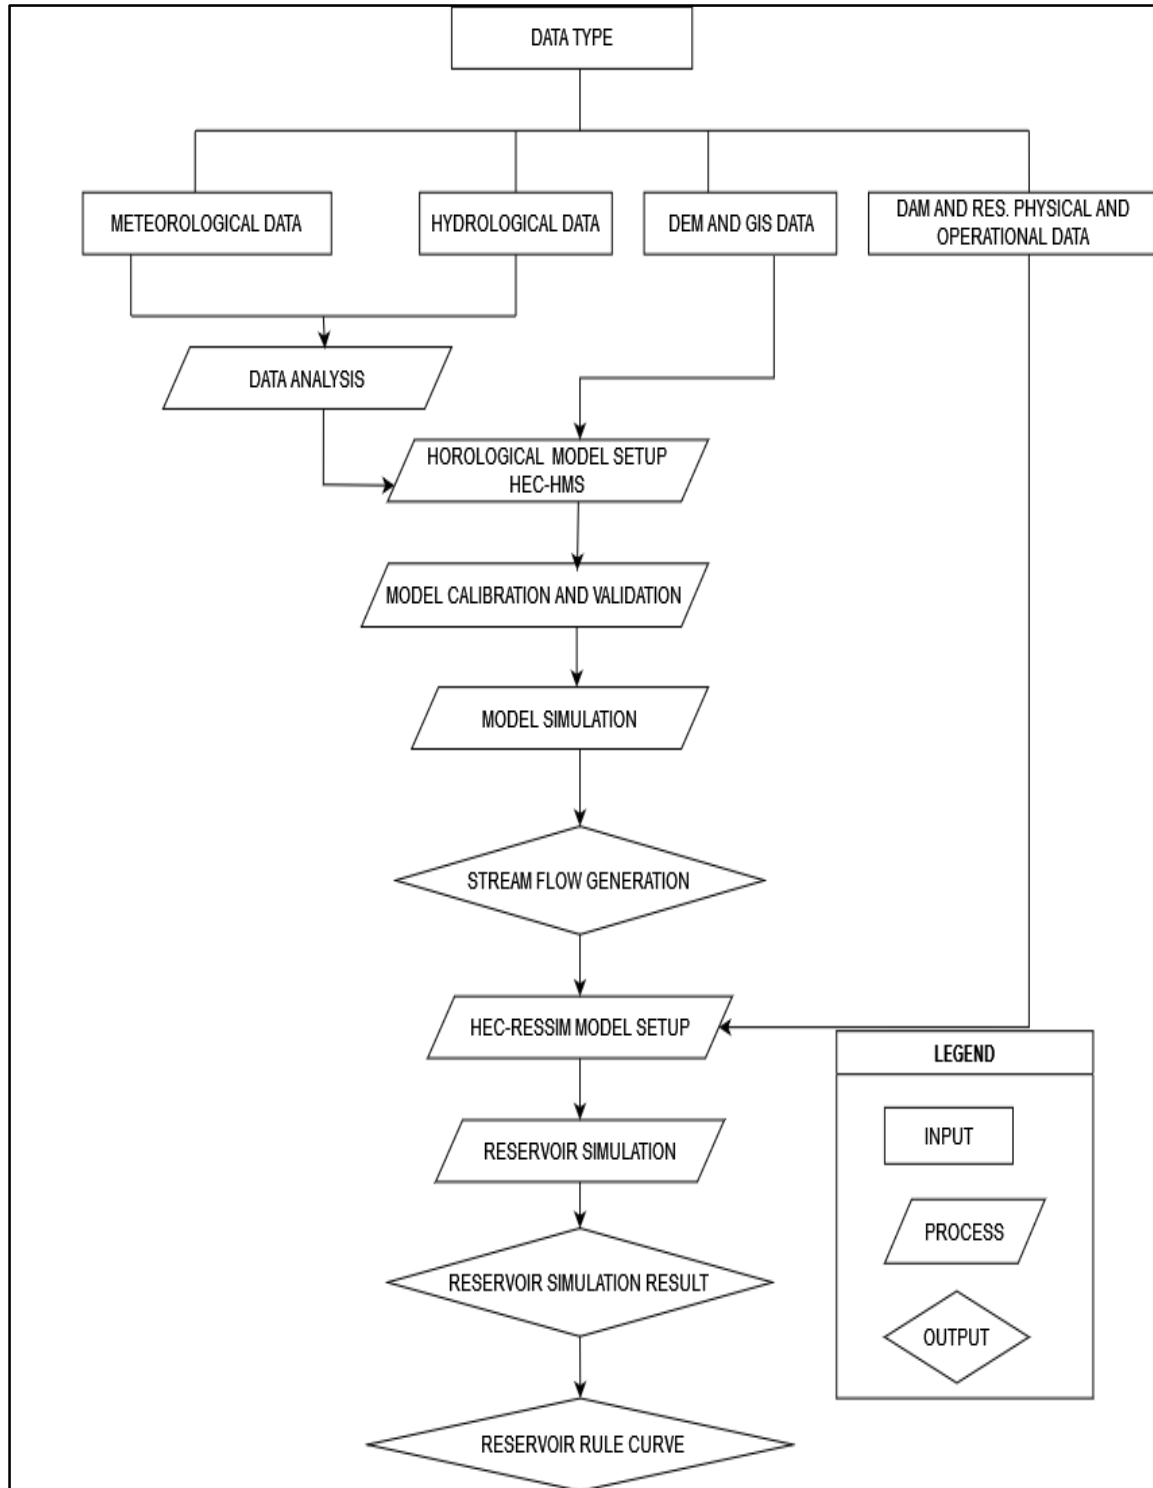 DATA TYPE
METEOROLOGICAL DATA
HYDROLOGICAL DATA
DEM AND GIS DATA
DAM AND RES. PHYSICAL AND
OPERATIONAL DATA
DATA ANALYSIS
HOROLOGICAL MODEL SETUP
HEC-HMS
MODEL CALIBRATION AND VALIDATION
MODEL SIMULATION
STREAM FLOW GENERATION
HEC-RESSIM MODEL SETUP
RESERVOIR SIMULATION
RESERVOIR SIMULATION RESULT
RESERVOIR RULE CURVE
LEGEND
INPUT
PROCESS
OUTPUT